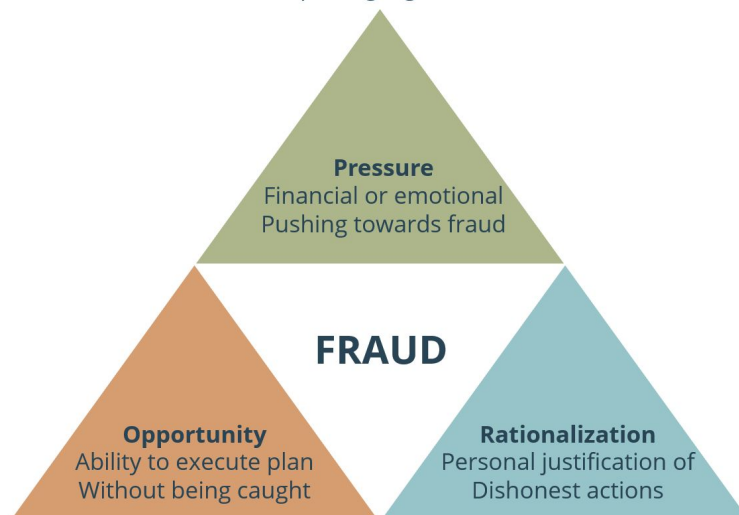 Pressure
Financial or emotional
Pushing towards fraud
FRAUD
Opportunity
Ability to execute plan
Without being caught
Rationalization
Personal justification of
Dishonest actions